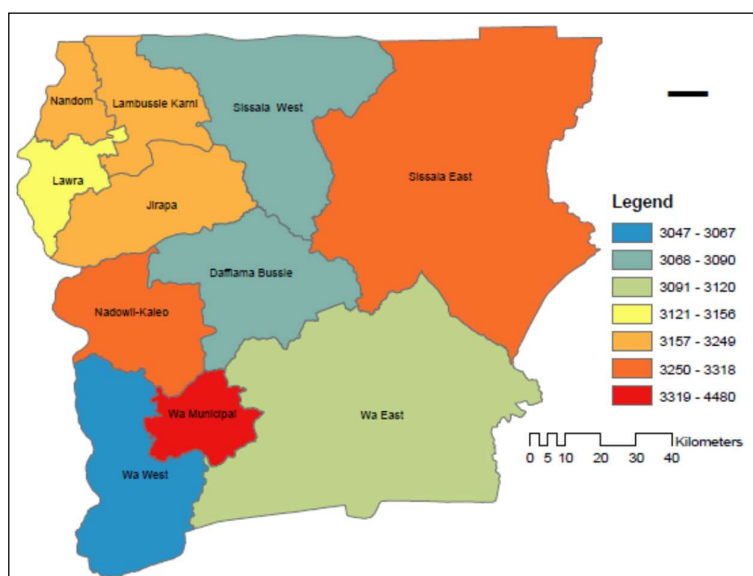 Nandom
Lambussie Karni
Sissala West
Sissala East
Lawra
Jirapa
Daffiama Bussie
Nadowli-Kaleo
Wa Municipal
Wa East
Wa West
Legend
3047 - 3067
3068 - 3090
3091 - 3120
3121 - 3156
3157 - 3249
3250 - 3318
3319 - 4480
Kilometers
0 5 10 20 30 40